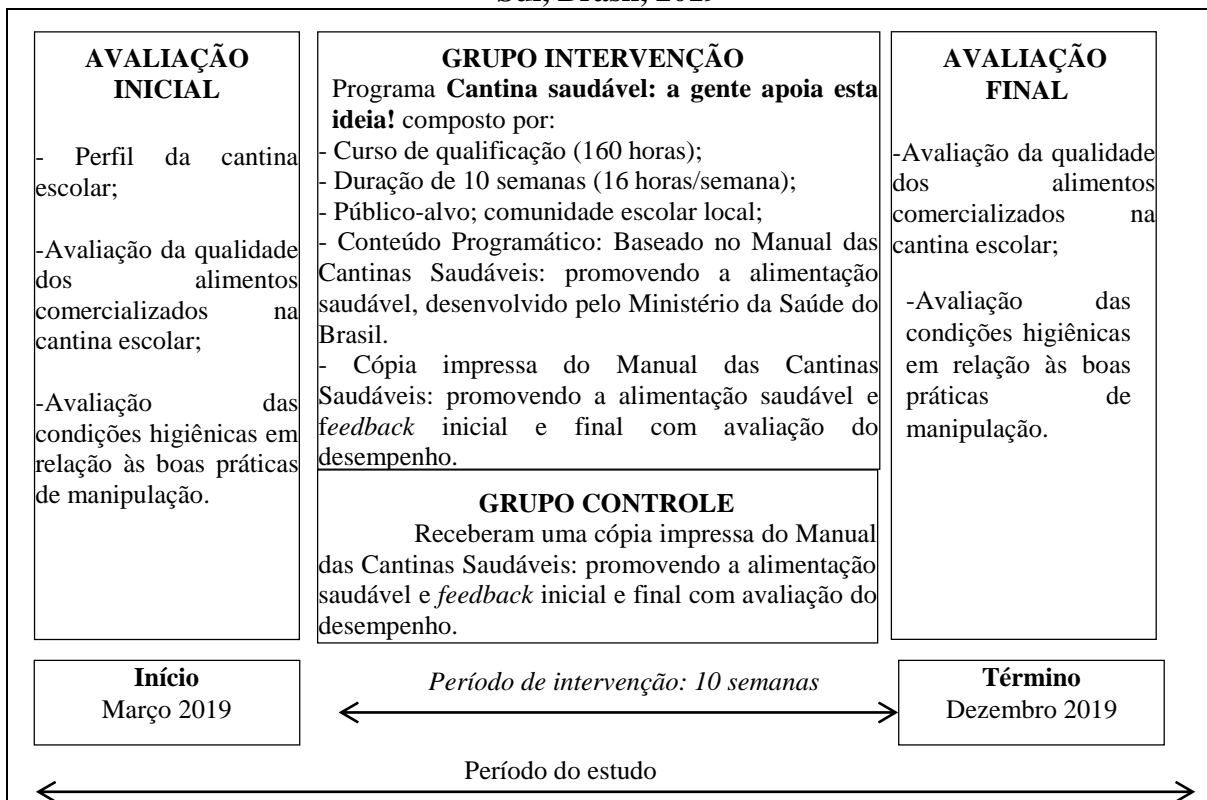 Sul, Brasil, 2019
AVALIAÇÃO
INICIAL
- Perfil da cantina
escolar;
-Avaliação da qualidade
dos alimentos
comercializados na
cantina escolar;
-Avaliação das
condições higiênicas em
relação às boas práticas
de manipulação.
GRUPO INTERVENÇÃO
Programa Cantina saudável: a gente apoia esta
ideia! composto por:
- Curso de qualificação (160 horas);
- Duração de 10 semanas (16 horas/semana);
- Público-alvo; comunidade escolar local;
- Conteúdo Programático: Baseado no Manual das
Cantinas Saudáveis: promovendo a alimentação
saudável, desenvolvido pelo Ministério da Saúde do
Brasil.
- Cópia impressa do Manual das Cantinas
Saudáveis: promovendo a alimentação saudável e
feedback inicial e final com avaliação do
desempenho.
GRUPO CONTROLE
Receberam uma cópia impressa do Manual
das Cantinas Saudáveis: promovendo a alimentação
saudável e feedback inicial e final com avaliação do
desempenho.
AVALIAÇÃO
FINAL
-Avaliação da qualidade
dos alimentos
comercializados na
cantina escolar;
-Avaliação das
condições higiênicas
em relação às boas
práticas de
manipulação.
Início
Março 2019
Período de intervenção: 10 semanas
Término
Dezembro 2019
Período do estudo